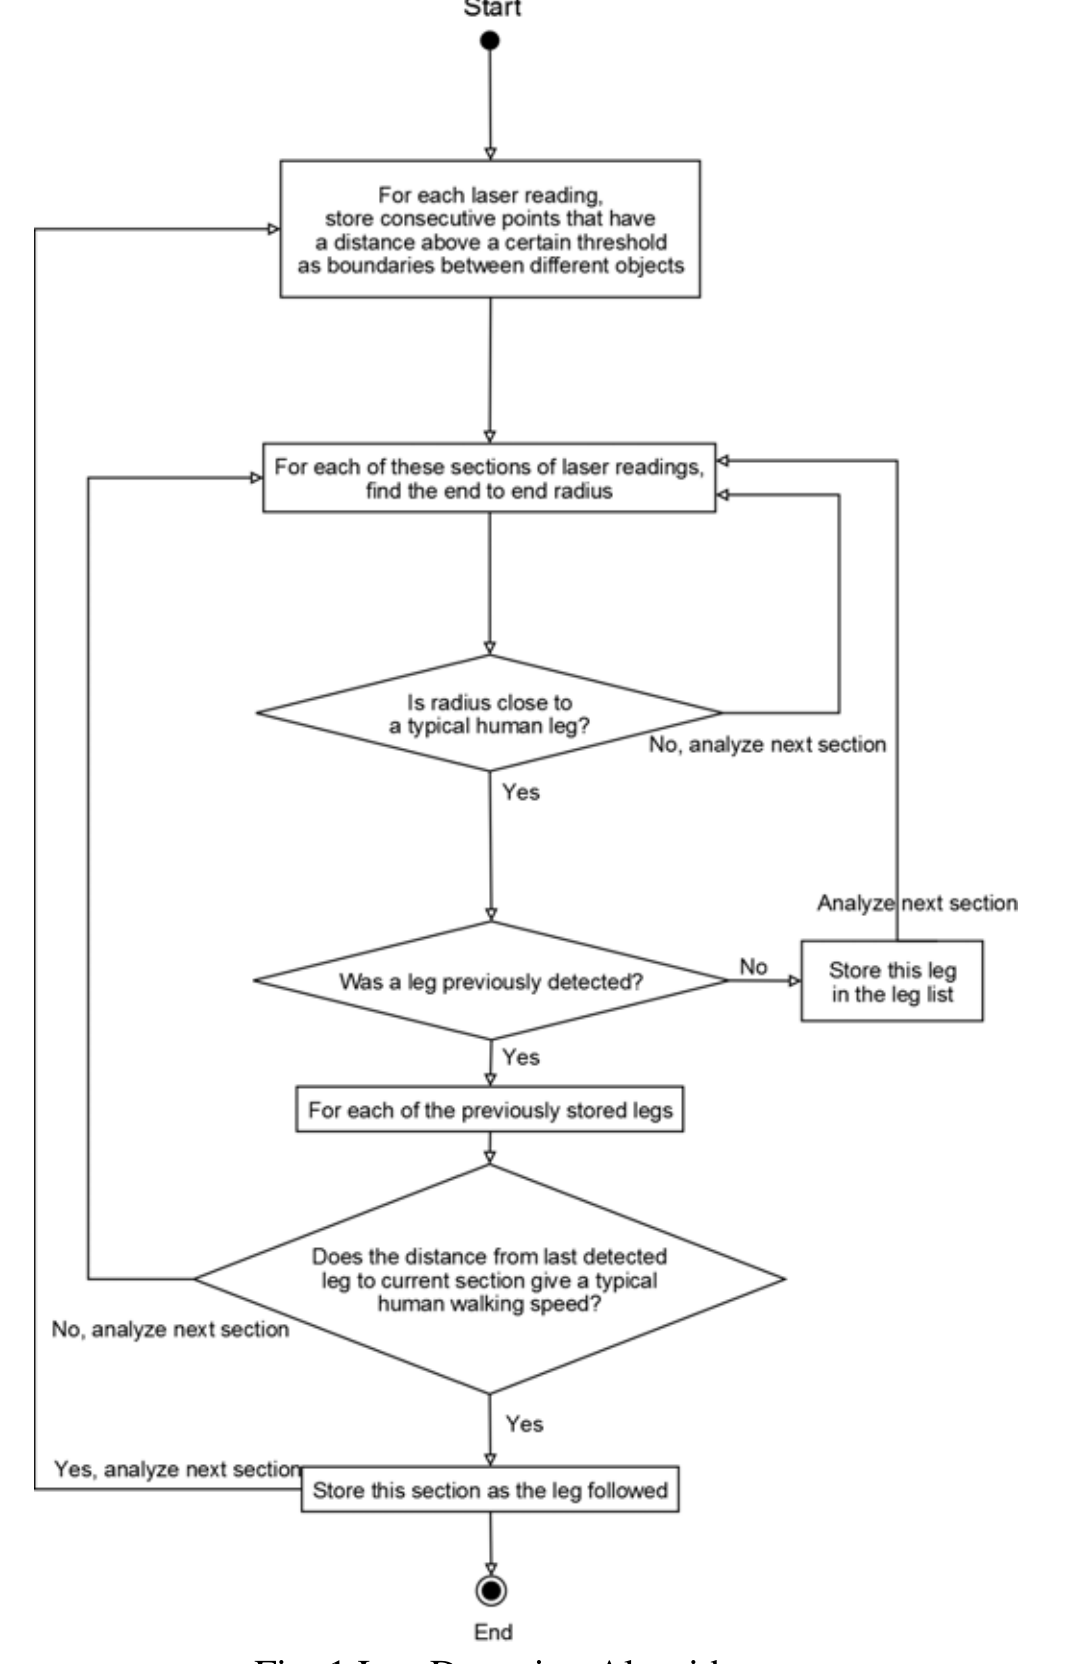 Start
For each laser reading,
store consecutive points that have
a distance above a certain threshold
as boundaries between different objects
For each of these sections of laser readings,
find the end to end radius
Is radius close to
a typical human leg?
No, analyze next section
Yes
Analyze next section
Was a leg previously detected?
No
Store this leg
in the leg list
Yes
For each of the previously stored legs
Does the distance from last detected
leg to current section give a typical
human walking speed?
No, analyze next section
Yes
Yes, analyze next section
Store this section as the leg followed
End